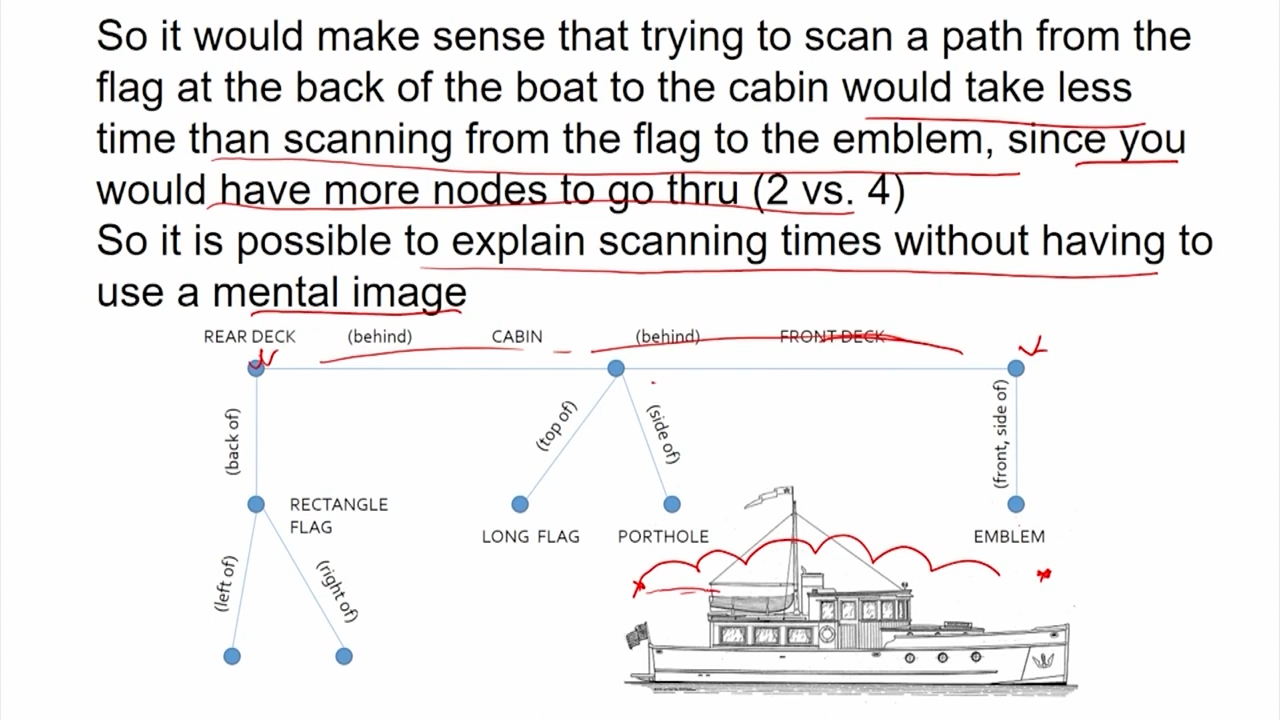 So it would make sense that trying to scan a path from the
flag at the back of the boat to the cabin would take less
time than scanning from the flag to the emblem, since you
would have more nodes to go thru (2 vs. 4)
So it is possible to explain scanning times without having to
use a mental image
REAR DECK (behind) CABIN (behind) FRONT DECK
(back of)
(top of)
(side of)
(front, side of)
RECTANGLE
FLAG
LONG FLAG PORTHOLE EMBLEM
(left of)
(right of)